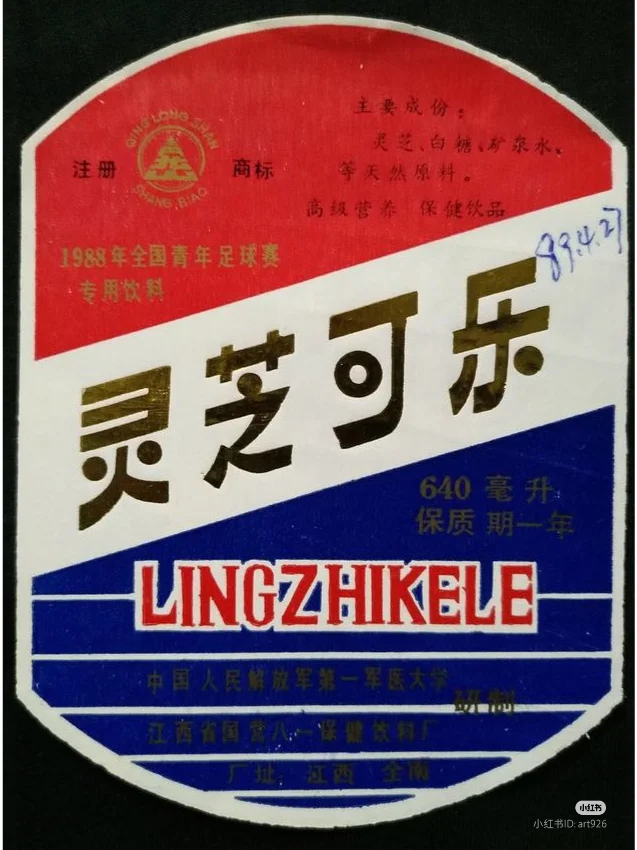 主要成份：
灵芝、白糖、矿泉水、
等天然原料。
高级营养 保健饮品
QING LONG SHAN
SHANG BIAO
注册 商标
1988年全国青年足球赛
专用饮料
89.4.27
灵芝可乐
640 毫升
保质期一年
LINGZHIKELE
中国人民解放军第一军医大学
研制
江西省国营八一保健饮料厂
厂址 江西 全南
小红书
小红书ID: art926